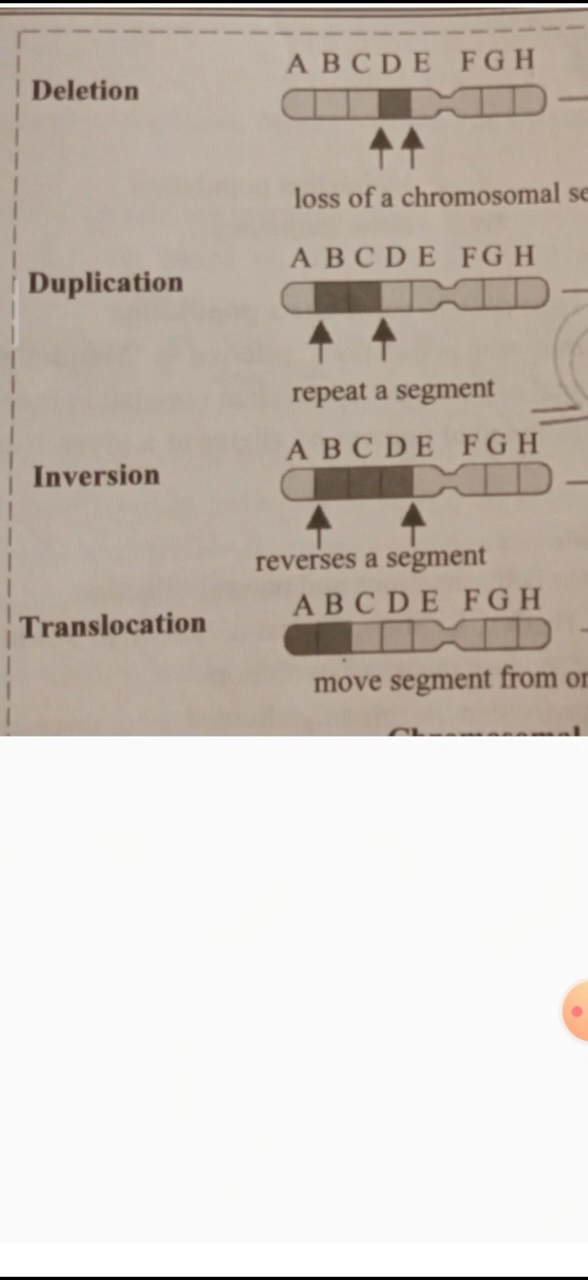 A B C D E F G H
Deletion
loss of a chromosomal
A B C D E F G H
Duplication
repeat a segment
A B C D E F G H
Inversion
reverses a segment
A B C D E F G H
Translocation
move segment from